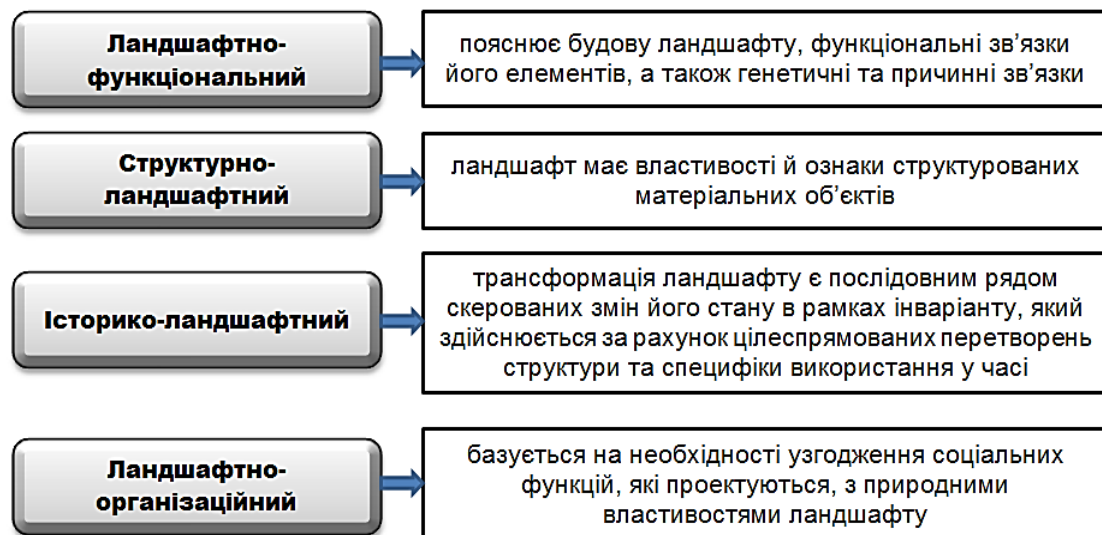 Ландшафтно-
функціональний
пояснює будову ландшафту, функціональні зв’язки
його елементів, а також генетичні та причинні зв’язки
Структурно-
ландшафтний
ландшафт має властивості й ознаки структурованих
матеріальних об’єктів
Історико-ландшафтний
трансформація ландшафту є послідовним рядом
скерованих змін його стану в рамках інваріанту, який
здійснюється за рахунок цілеспрямованих перетворень
структури та специфіки використання у часі
Ландшафтно-
організаційний
базується на необхідності узгодження соціальних
функцій, які проектуються, з природними
властивостями ландшафту